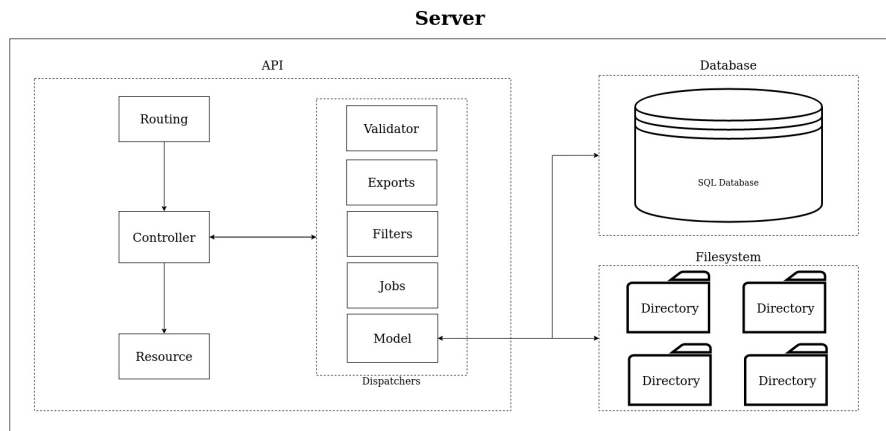 Server
API
Routing
Controller
Resource
Validator
Exports
Filters
Jobs
Model
Dispatchers
Database
SQL Database
Filesystem
Directory
Directory
Directory
Directory